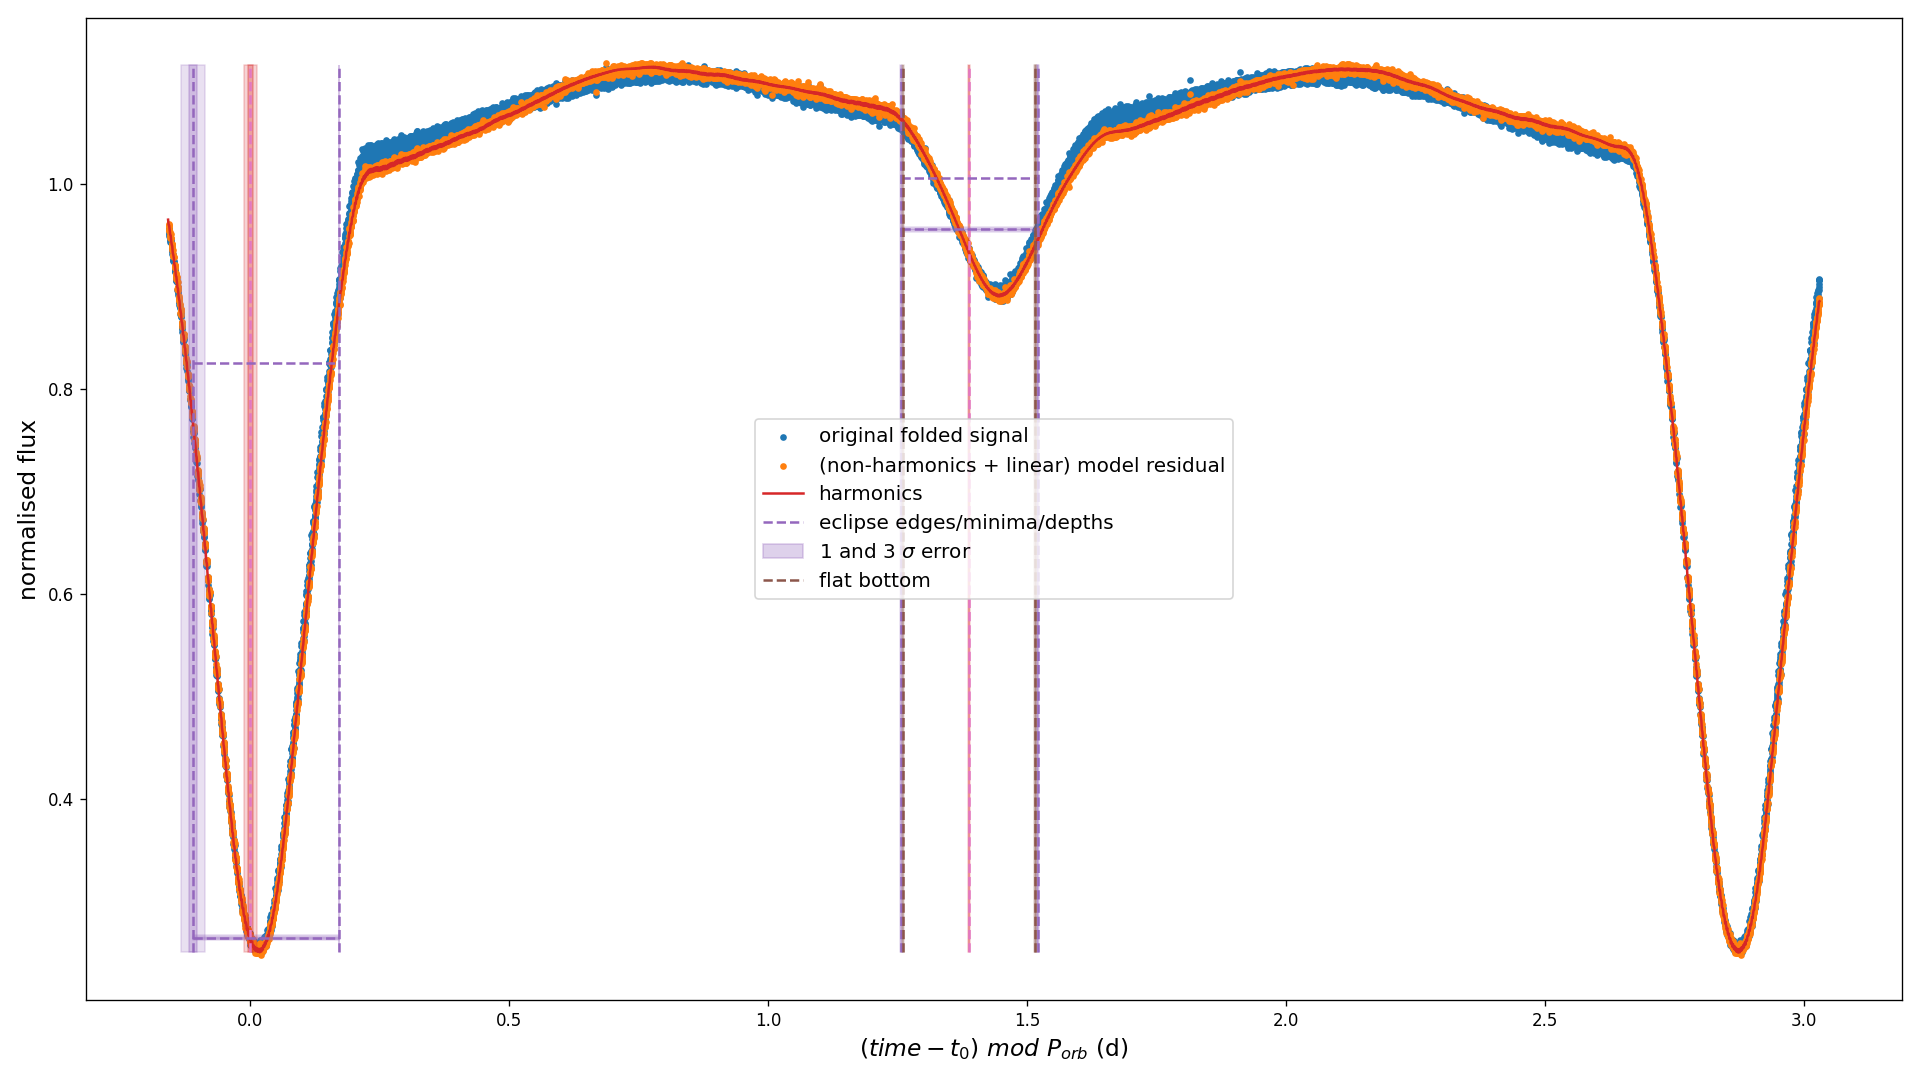 normalised flux
1.0
0.8
0.6
0.4
original folded signal
(non-harmonics + linear) model residual
harmonics
eclipse edges/minima/depths
1 and 3 σ error
flat bottom
0.0 0.5 1.0 1.5 2.0 2.5 3.0
(time − t₀) mod Pₒᵣb (d)